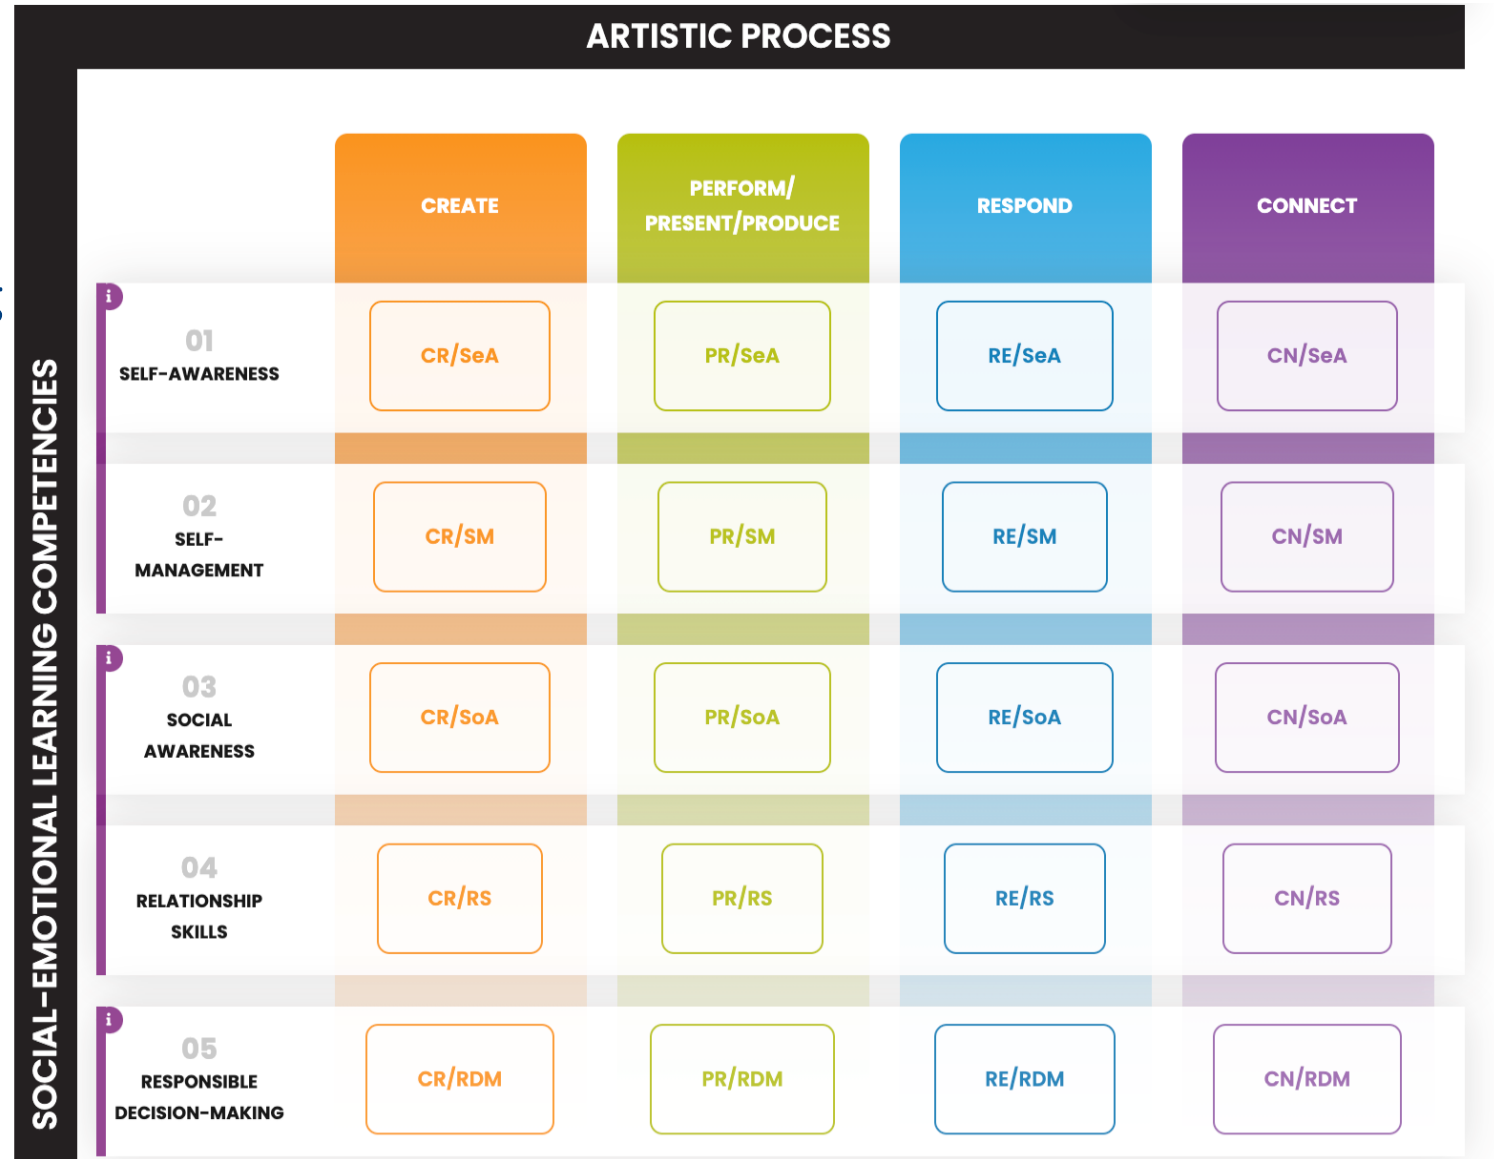 ARTISTIC PROCESS
SOCIAL-EMOTIONAL LEARNING COMPETENCIES
CREATE
PERFORM/
PRESENT/PRODUCE
RESPOND
CONNECT
i
01
SELF-AWARENESS
CR/SeA
PR/SeA
RE/SeA
CN/SeA
02
SELF-
MANAGEMENT
CR/SM
PR/SM
RE/SM
CN/SM
i
03
SOCIAL
AWARENESS
CR/SoA
PR/SoA
RE/SoA
CN/SoA
04
RELATIONSHIP
SKILLS
CR/RS
PR/RS
RE/RS
CN/RS
i
05
RESPONSIBLE
DECISION-MAKING
CR/RDM
PR/RDM
RE/RDM
CN/RDM